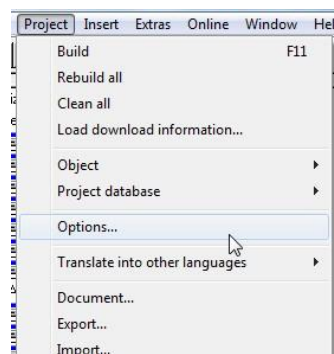 Project Insert Extras Online Window Hel
Build F11
Rebuild all
Clean all
Load download information...
Object
Project database
Options...
Translate into other languages
Document...
Export...
Import...